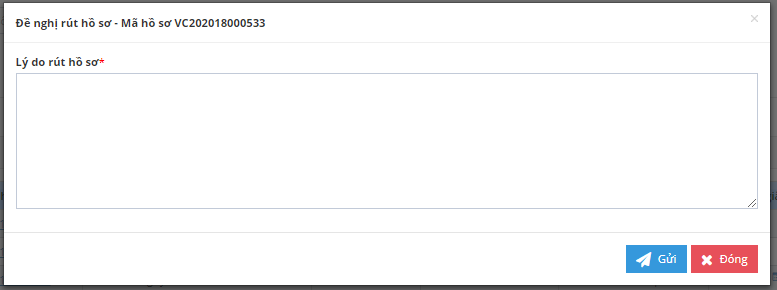 Đề nghị rút hồ sơ - Mã hồ sơ VC202018000533
×
Lý do rút hồ sơ*
Gửi
Đóng